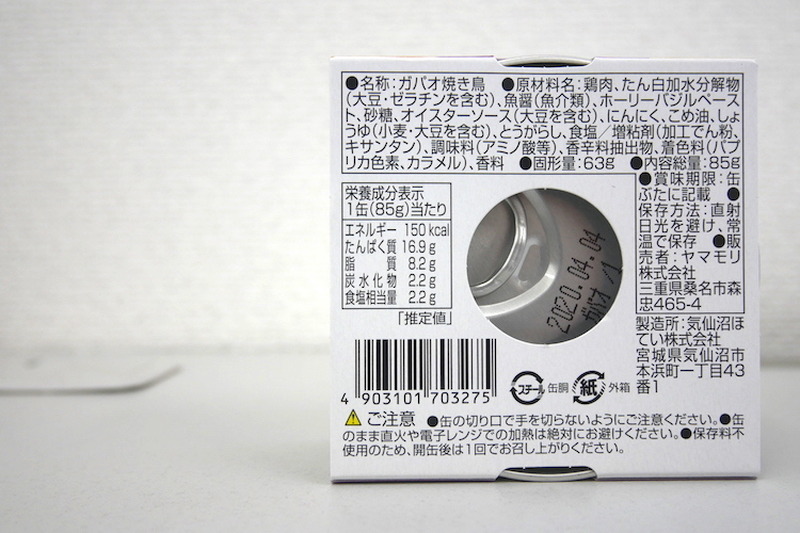 ●名称：ガパオ焼き鳥　●原材料名：鶏肉、たん白加水分解物
（大豆・ゼラチンを含む）、魚醤（魚介類）、ホーリーバジルペース
ト、砂糖、オイスターソース（大豆を含む）、にんにく、こめ油、しょ
うゆ（小麦・大豆を含む）、とうがらし、食塩／増粘剤（加工でん粉、
キサンタン）、調味料（アミノ酸等）、香辛料抽出物、着色料（パプ
リカ色素、カラメル）、香料　●固形量：63g　●内容総量：85g
●賞味期限：缶
ぶたに記載　●
保存方法：直射
日光を避け、常
温で保存　●販
売者：ヤマモリ
株式会社
三重県桑名市森
忠465-4
製造所：気仙沼ほ
てい株式会社
宮城県気仙沼市
本浜町一丁目43
番1
栄養成分表示
1缶(85g)当たり
エネルギー 150kcal
たんぱく質 16.9g
脂質 8.2g
炭水化物 2.2g
食塩相当量 2.2g
「推定値」
2020.04.04
ガパオ /1
4 903101 703275
スチール 缶胴
紙 外箱
ご注意　●缶の切り口で手を切らないようにご注意ください。●缶
のまま直火や電子レンジでの加熱は絶対にお避けください。●保存料不
使用のため、開缶後は1回でお召し上がりください。